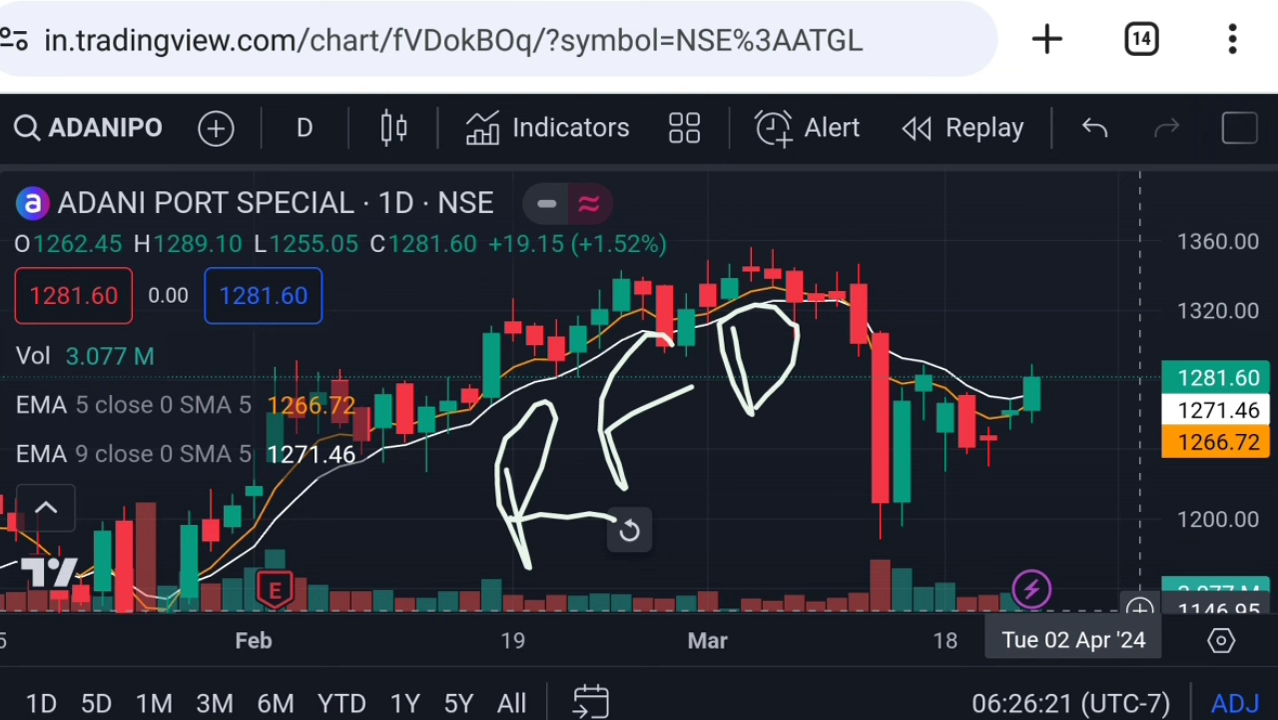 in.tradingview.com/chart/fVDokBOq/?symbol=NSE%3AATGL
14
ADANIPO D Indicators Alert Replay
a ADANI PORT SPECIAL · 1D · NSE
O1262.45 H1289.10 L1255.05 C1281.60 +19.15 (+1.52%)
1281.60 0.00 1281.60
Vol 3.077 M
EMA 5 close 0 SMA 5 1266.72
EMA 9 close 0 SMA 5 1271.46
1360.00
1320.00
1281.60
1271.46
1266.72
1200.00
3.077 M
1146.95
RFD
E
5 Feb 19 Mar 18 Tue 02 Apr '24
1D 5D 1M 3M 6M YTD 1Y 5Y All 06:26:21 (UTC-7) ADJ